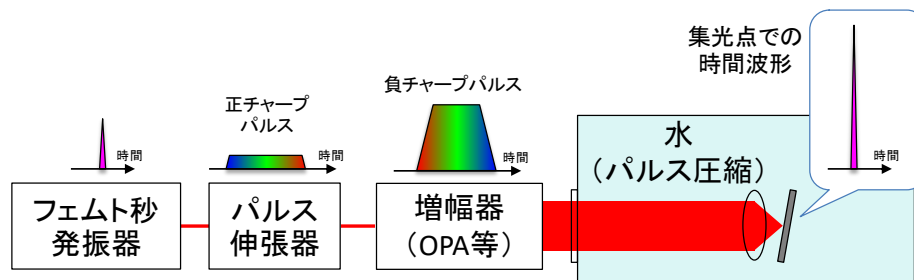 集光点での
時間波形
正チャープ
パルス
負チャープパルス
時間
時間
時間
時間
水
（パルス圧縮）
フェムト秒
発振器
パルス
伸張器
増幅器
（OPA等）